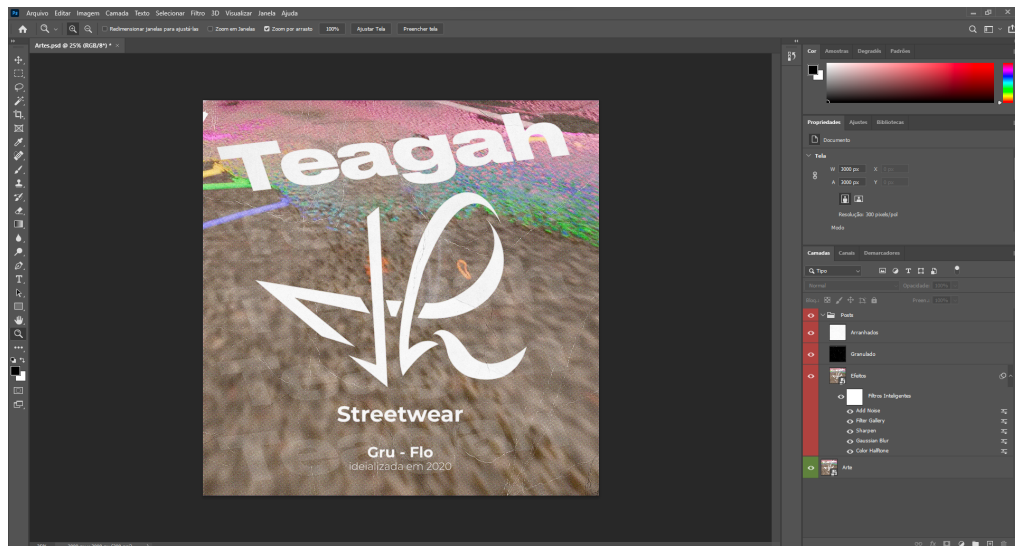 Ps Arquivo Editar Imagem Camada Texto Selecionar Filtro 3D Visualizar Janela Ajuda
Redimensionar janelas para ajustá-las Zoom em Janelas Zoom por arrasto 100% Ajustar Tela Preencher tela
Artes.psd @ 25% (RGB/8*) * ×
Teagah
Streetwear
Gru - Flo
ideializada em 2020
Cor Amostras Degradês Padrões
Propriedades Ajustes Bibliotecas
Documento
Tela
W 3000 px X
A 3000 px Y
Resolução: 300 pixels/pol
Modo
Camadas Canais Demarcadores
Tipo
Normal Opacidade: 100%
100%
Posts
Arranhados
Granulado
Efeitos
Filtros Inteligentes
Add Noise
Filter Gallery
Sharpen
Gaussian Blur
Color Halftone
Arte